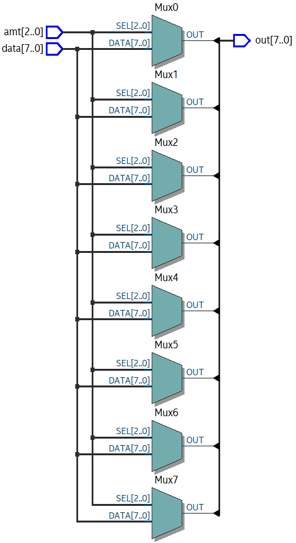 Mux0
amt[2..0]
SEL[2..0]
DATA[7..0]
OUT
out[7..0]
data[7..0]
Mux1
SEL[2..0]
DATA[7..0]
OUT
Mux2
SEL[2..0]
DATA[7..0]
OUT
Mux3
SEL[2..0]
DATA[7..0]
OUT
Mux4
SEL[2..0]
DATA[7..0]
OUT
Mux5
SEL[2..0]
DATA[7..0]
OUT
Mux6
SEL[2..0]
DATA[7..0]
OUT
Mux7
SEL[2..0]
DATA[7..0]
OUT